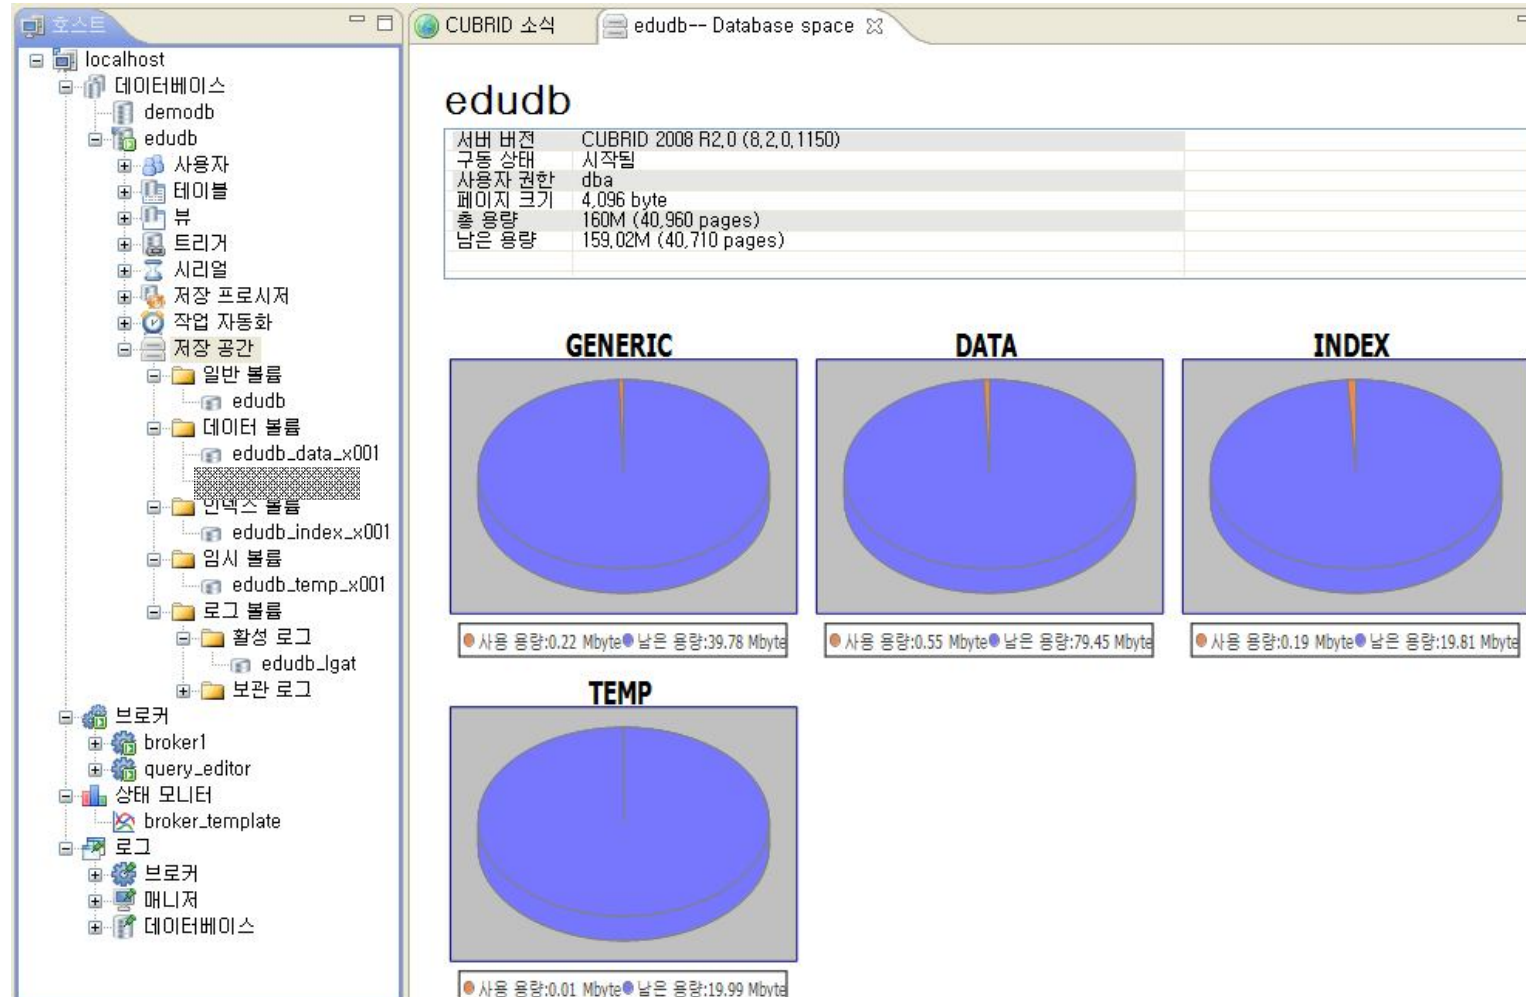 호스트
localhost
데이터베이스
demodb
edudb
사용자
테이블
뷰
트리거
시리얼
저장 프로시저
작업 자동화
저장 공간
일반 볼륨
edudb
데이터 볼륨
edudb_data_x001
인덱스 볼륨
edudb_index_x001
임시 볼륨
edudb_temp_x001
로그 볼륨
활성 로그
edudb_lgat
보관 로그
브로커
broker1
query_editor
상태 모니터
broker_template
로그
브로커
매니저
데이터베이스
CUBRID 소식
edudb-- Database space
edudb
서버 버전 CUBRID 2008 R2.0 (8.2.0.1150)
구동 상태 시작됨
사용자 권한 dba
페이지 크기 4,096 byte
총 용량 160M (40,960 pages)
남은 용량 159.02M (40,710 pages)
GENERIC
사용 용량:0.22 Mbyte 남은 용량:39.78 Mbyte
DATA
사용 용량:0.55 Mbyte 남은 용량:79.45 Mbyte
INDEX
사용 용량:0.19 Mbyte 남은 용량:19.81 Mbyte
TEMP
사용 용량:0.01 Mbyte 남은 용량:19.99 Mbyte